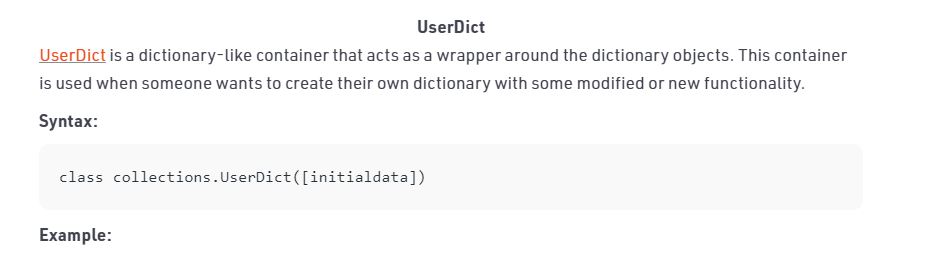 UserDict
UserDict is a dictionary-like container that acts as a wrapper around the dictionary objects. This container
is used when someone wants to create their own dictionary with some modified or new functionality.
Syntax:
class collections.UserDict([initialdata])
Example: